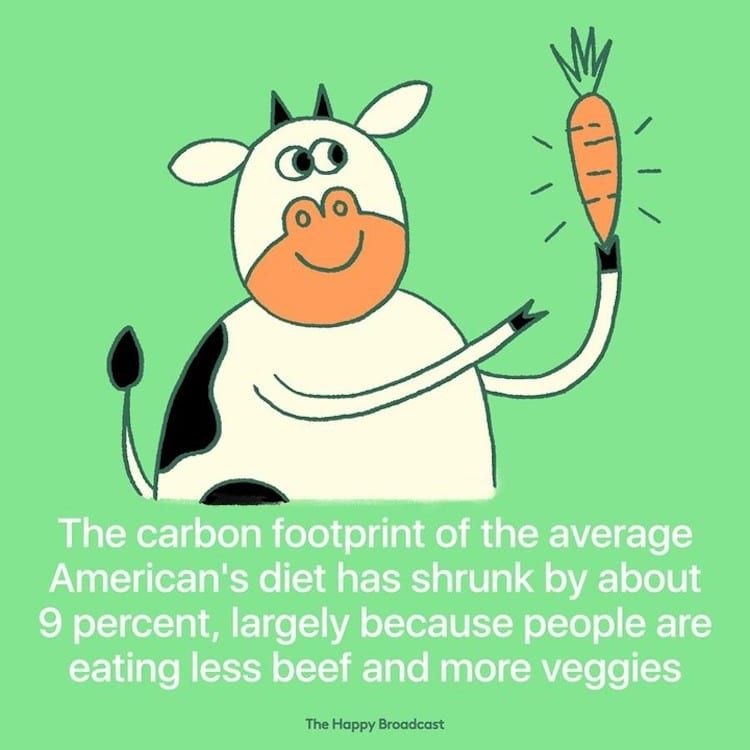 The carbon footprint of the average
American's diet has shrunk by about
9 percent, largely because people are
eating less beef and more veggies
The Happy Broadcast